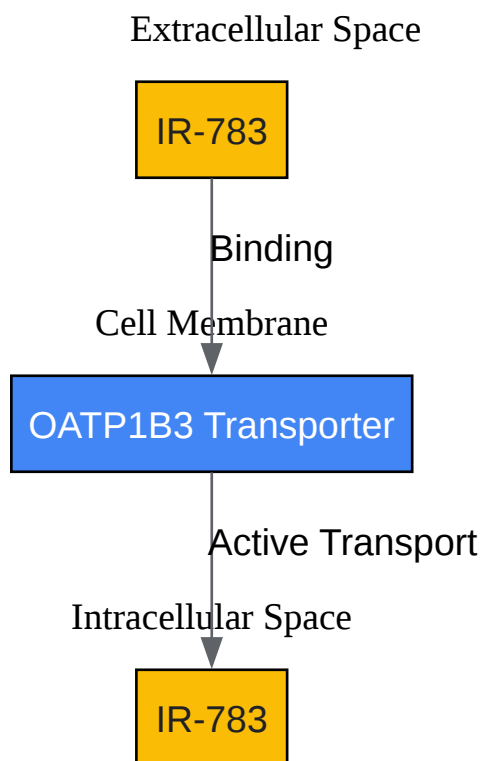 Extracellular Space
IR-783
Binding
Cell Membrane
OATP1B3 Transporter
Active Transport
Intracellular Space
IR-783